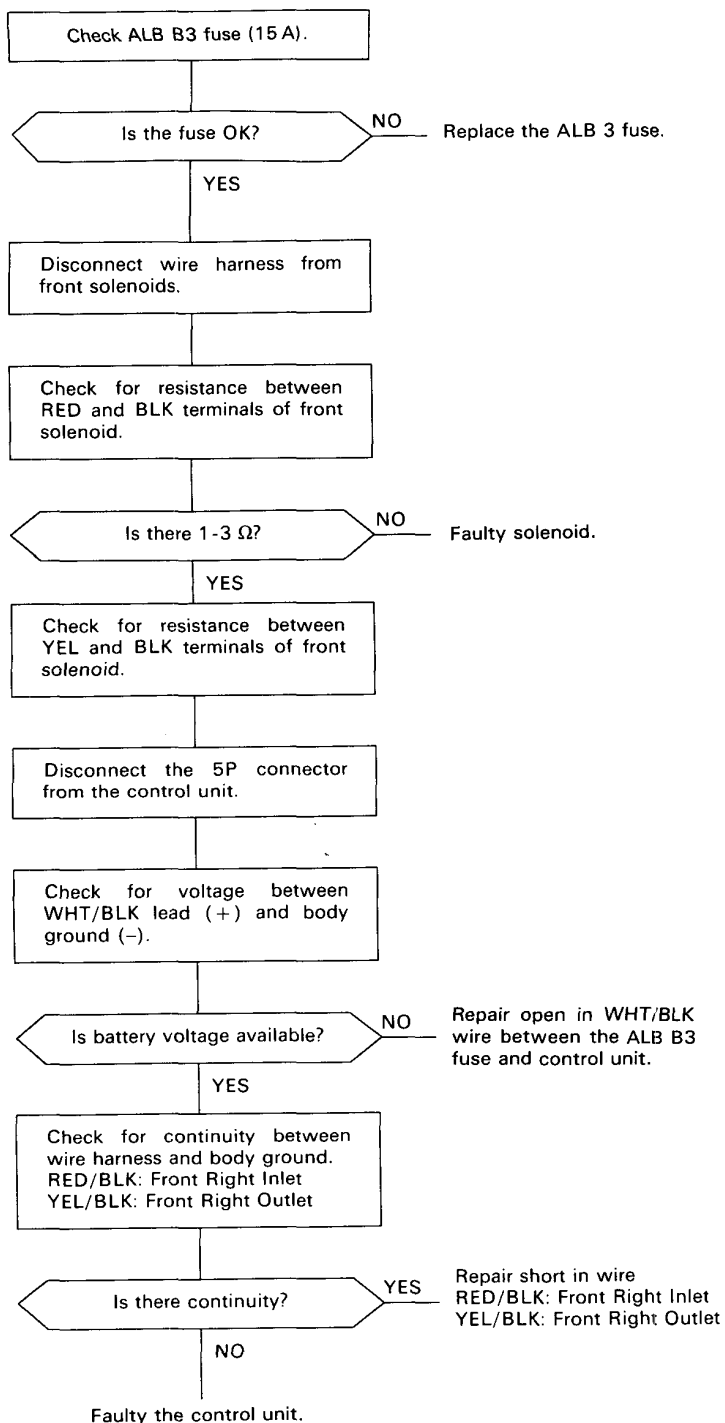 Check ALB B3 fuse (15 A).
Is the fuse OK?
NO
Replace the ALB 3 fuse.
YES
Disconnect wire harness from
front solenoids.
Check for resistance between
RED and BLK terminals of front
solenoid.
Is there 1-3 Ω?
NO
Faulty solenoid.
YES
Check for resistance between
YEL and BLK terminals of front
solenoid.
Disconnect the 5P connector
from the control unit.
Check for voltage between
WHT/BLK lead (+) and body
ground (–).
Is battery voltage available?
NO
Repair open in WHT/BLK
wire between the ALB B3
fuse and control unit.
YES
Check for continuity between
wire harness and body ground.
RED/BLK: Front Right Inlet
YEL/BLK: Front Right Outlet
Is there continuity?
YES
Repair short in wire
RED/BLK: Front Right Inlet
YEL/BLK: Front Right Outlet
NO
Faulty the control unit.